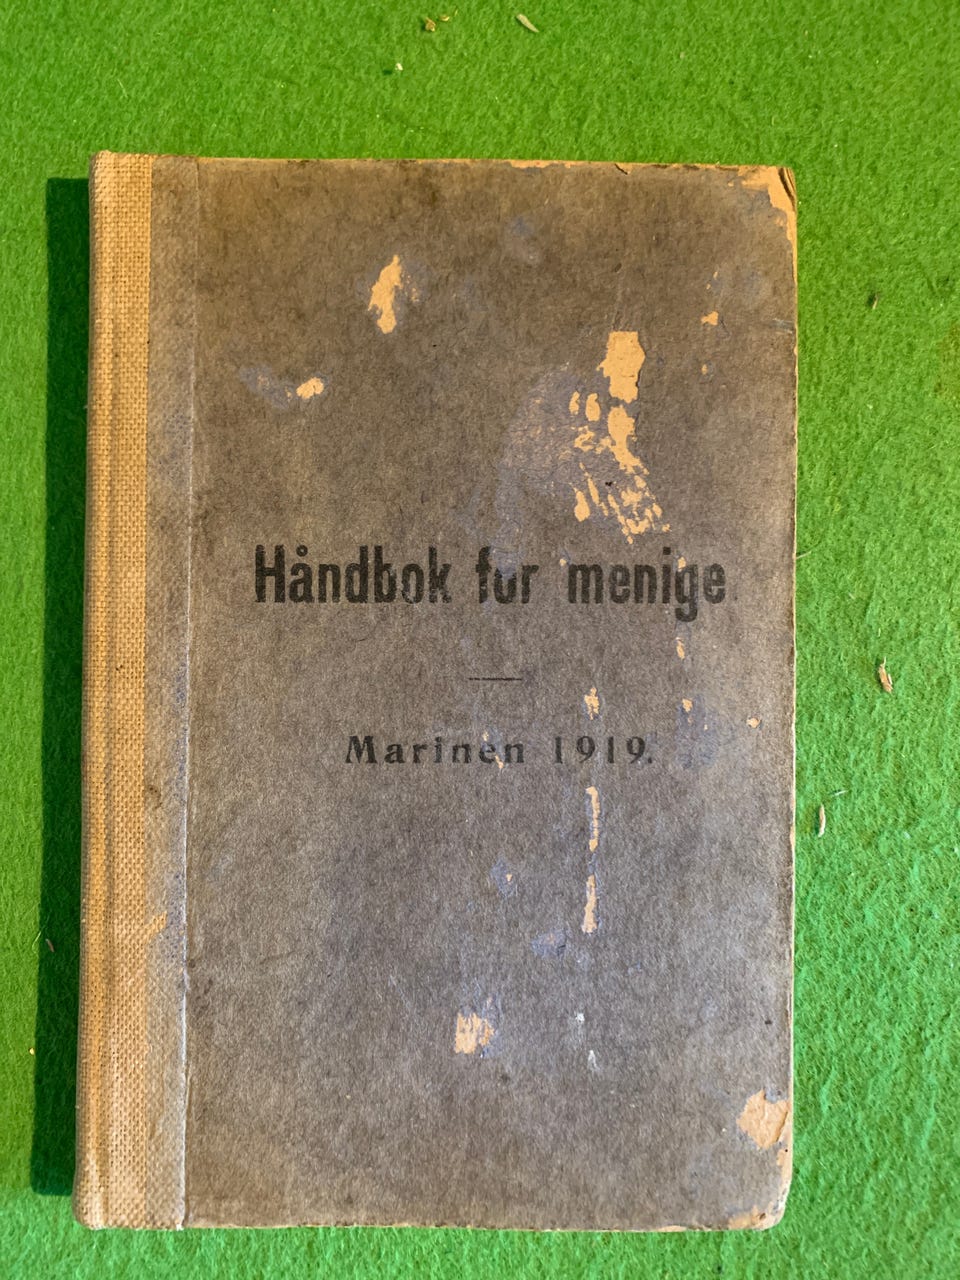 Håndbok for menige
Marinen 1919.